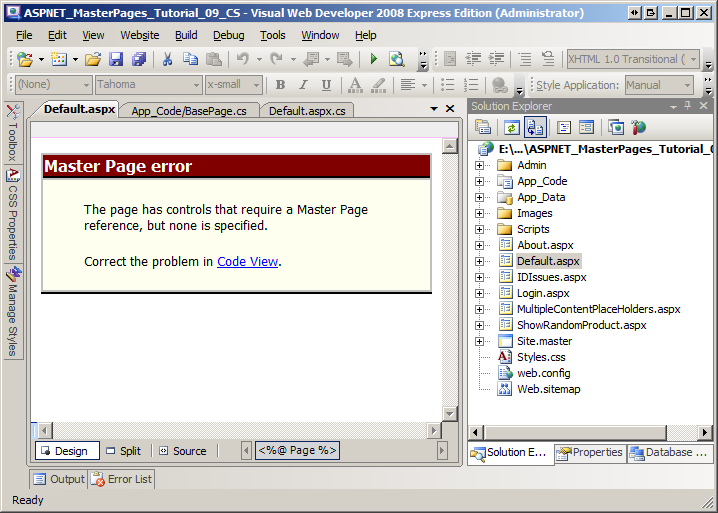 ASPNET_MasterPages_Tutorial_09_CS - Visual Web Developer 2008 Express Edition (Administrator)
File Edit View Website Build Debug Tools Window Help
XHTML 1.0 Transitional (
(None) Tahoma x-small B I U A Style Application: Manual
Toolbox
CSS Properties
Manage Styles
Default.aspx App_Code/BasePage.cs Default.aspx.cs
Master Page error
The page has controls that require a Master Page
reference, but none is specified.
Correct the problem in Code View.
Design Split Source <%@ Page %>
Solution Explorer
E:\...\ASPNET_MasterPages_Tutorial_
Admin
App_Code
App_Data
Images
Scripts
About.aspx
Default.aspx
IDIssues.aspx
Login.aspx
MultipleContentPlaceHolders.aspx
ShowRandomProduct.aspx
Site.master
Styles.css
web.config
Web.sitemap
Solution E... Properties Database ...
Output Error List
Ready